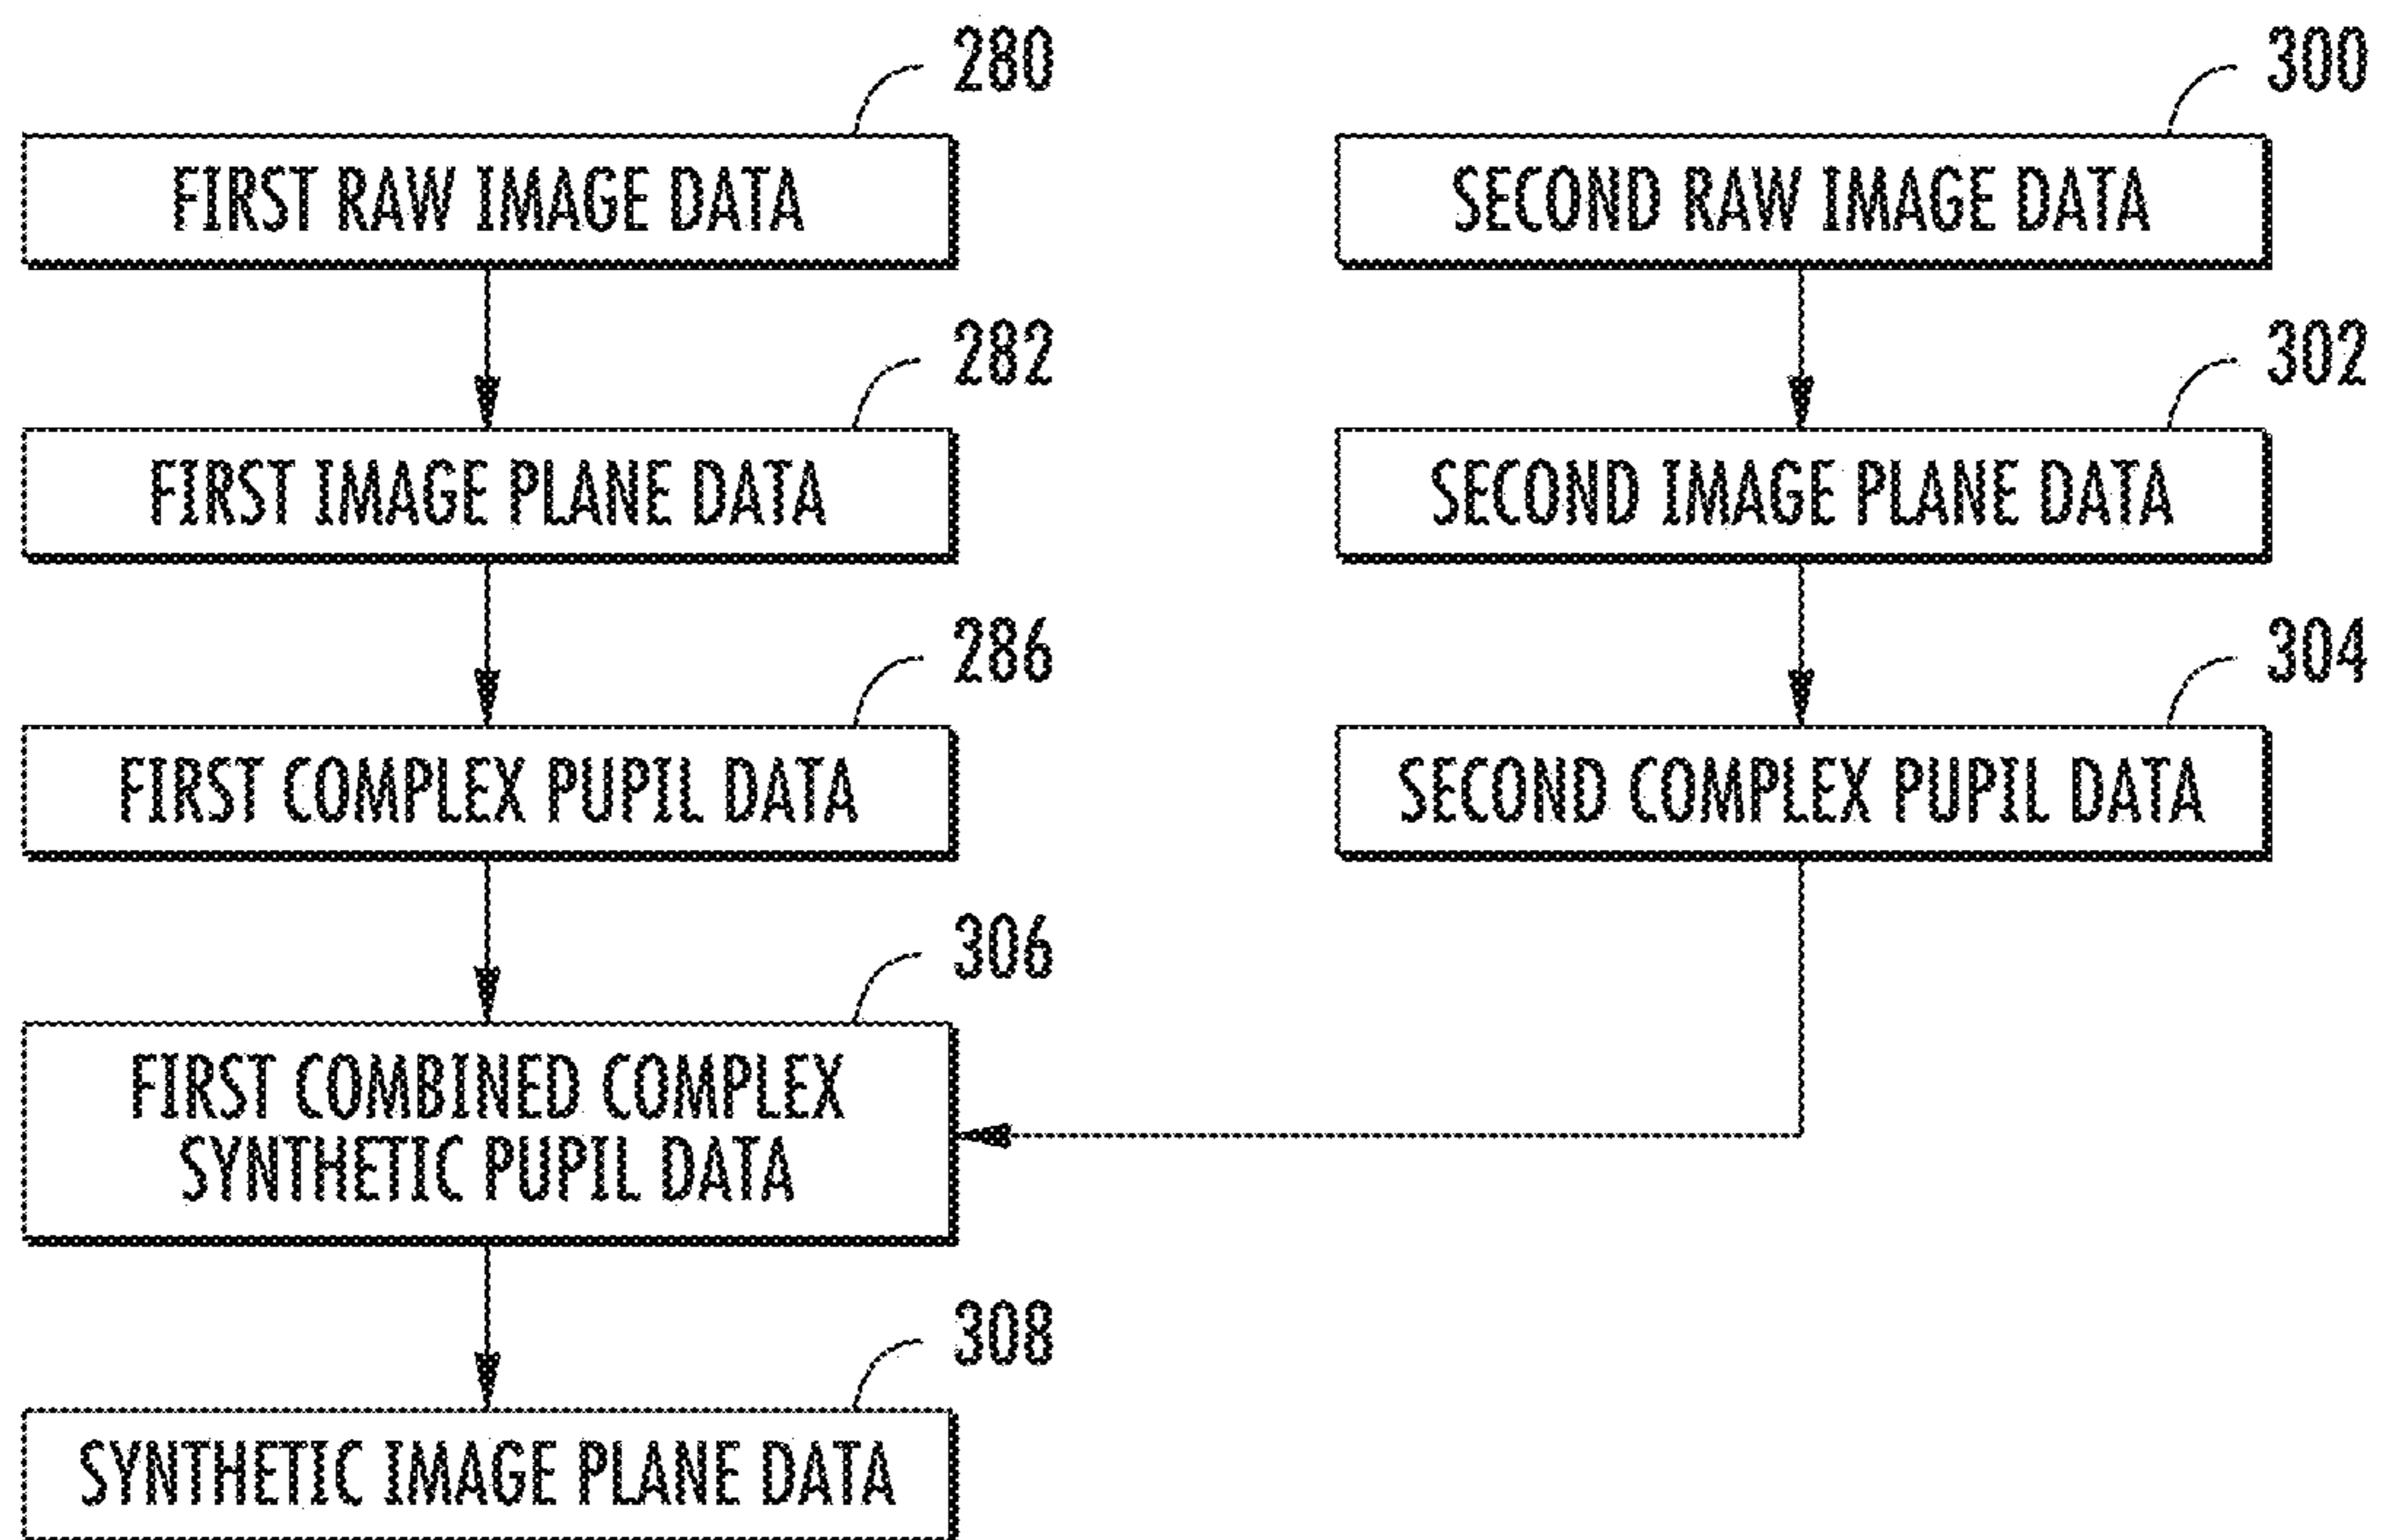 280
FIRST RAW IMAGE DATA
300
SECOND RAW IMAGE DATA
282
FIRST IMAGE PLANE DATA
302
SECOND IMAGE PLANE DATA
286
FIRST COMPLEX PUPIL DATA
304
SECOND COMPLEX PUPIL DATA
306
FIRST COMBINED COMPLEX
SYNTHETIC PUPIL DATA
308
SYNTHETIC IMAGE PLANE DATA